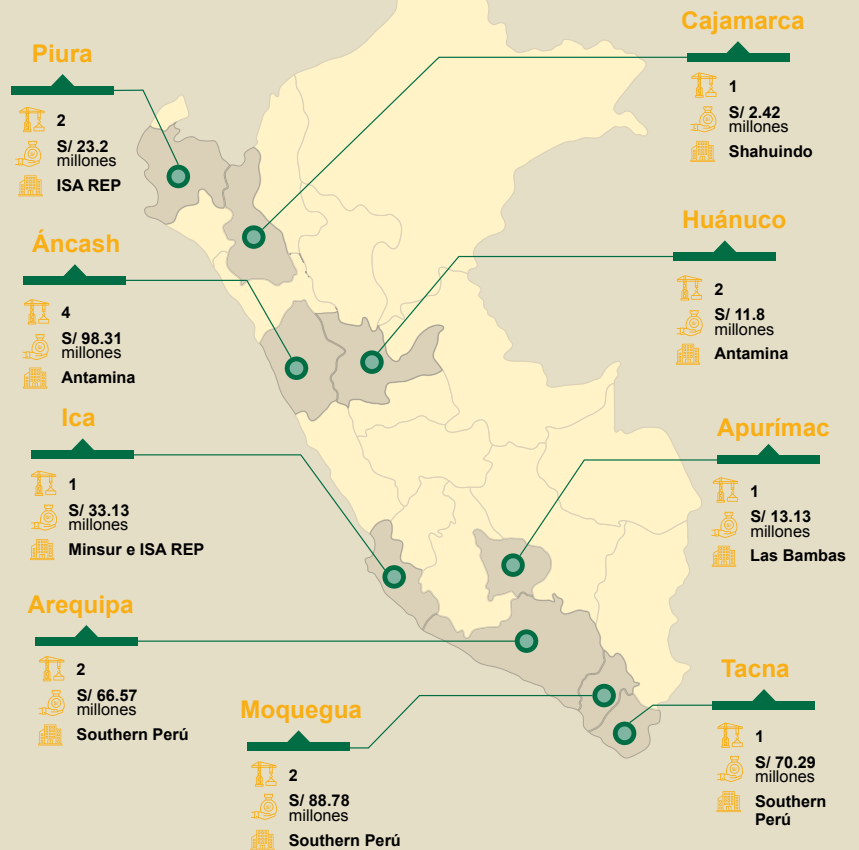 Cajamarca
1
S/ 2.42
millones
Shahuindo
Piura
2
S/ 23.2
millones
ISA REP
Huánuco
2
S/ 11.8
millones
Antamina
Áncash
4
S/ 98.31
millones
Antamina
Ica
1
S/ 33.13
millones
Minsur e ISA REP
Apurímac
1
S/ 13.13
millones
Las Bambas
Arequipa
2
S/ 66.57
millones
Southern Perú
Moquegua
2
S/ 88.78
millones
Southern Perú
Tacna
1
S/ 70.29
millones
Southern
Perú